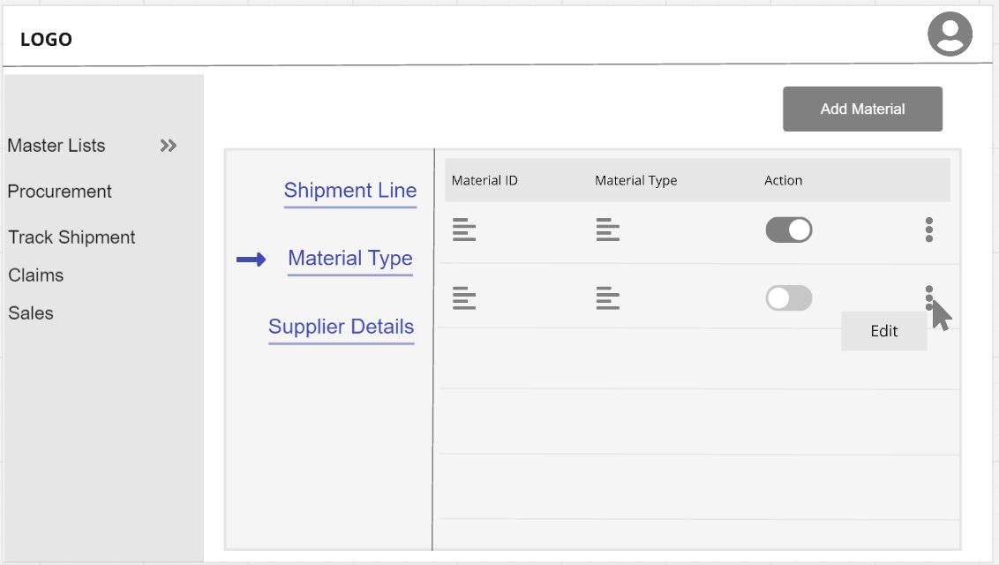 LOGO
Add Material
Master Lists
Procurement
Track Shipment
Claims
Sales
Shipment Line
Material Type
Supplier Details
Material ID Material Type Action
Edit